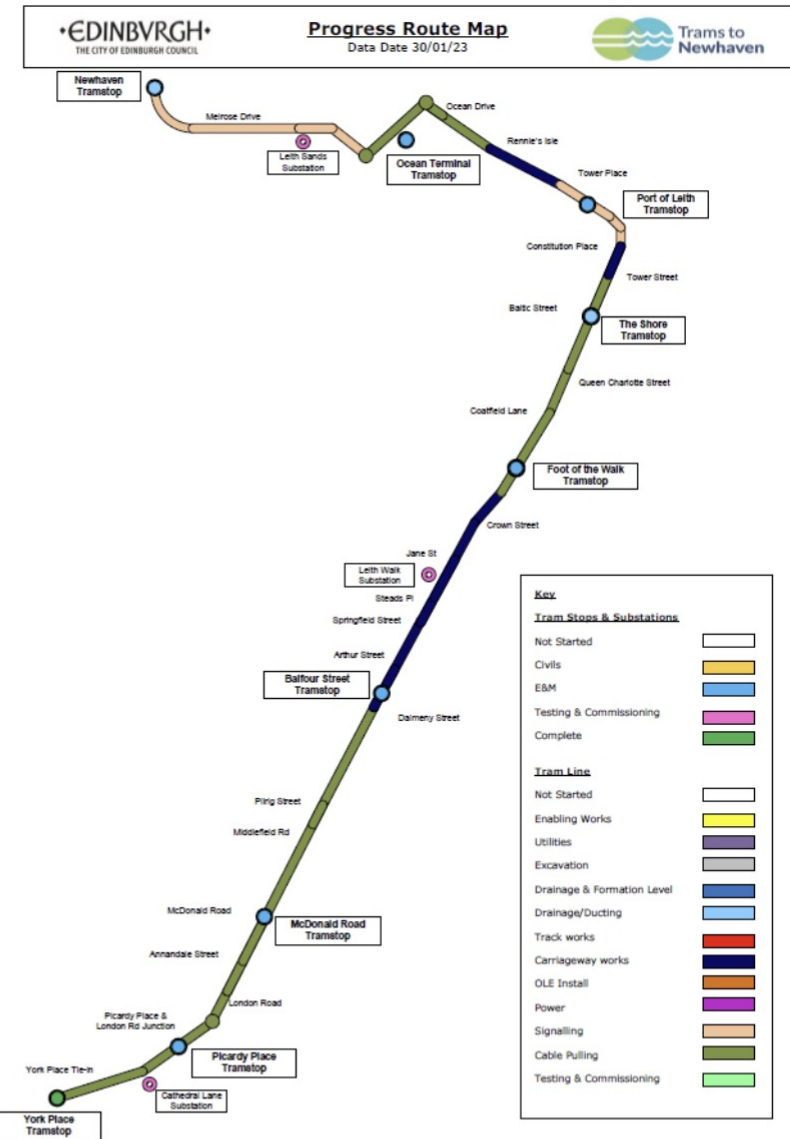 ·EDINBVRGH·
THE CITY OF EDINBURGH COUNCIL
Progress Route Map
Data Date 30/01/23
Trams to
Newhaven
Newhaven
Tramstop
Melrose Drive
Leith Sands
Substation
Ocean Drive
Ocean Terminal
Tramstop
Rennie's Isle
Tower Place
Port of Leith
Tramstop
Constitution Place
Tower Street
Baltic Street
The Shore
Tramstop
Queen Charlotte Street
Coatfield Lane
Foot of the Walk
Tramstop
Crown Street
Jane St
Leith Walk
Substation
Steads Pl
Springfield Street
Arthur Street
Balfour Street
Tramstop
Dalmeny Street
Pilrig Street
Middlefield Rd
McDonald Road
McDonald Road
Tramstop
Annandale Street
London Road
Picardy Place &
London Rd Junction
Picardy Place
Tramstop
York Place Tie-in
Cathedral Lane
Substation
York Place
Tramstop
Key
Tram Stops & Substations
Not Started
Civils
E&M
Testing & Commissioning
Complete
Tram Line
Not Started
Enabling Works
Utilities
Excavation
Drainage & Formation Level
Drainage/Ducting
Track works
Carriageway works
OLE Install
Power
Signalling
Cable Pulling
Testing & Commissioning